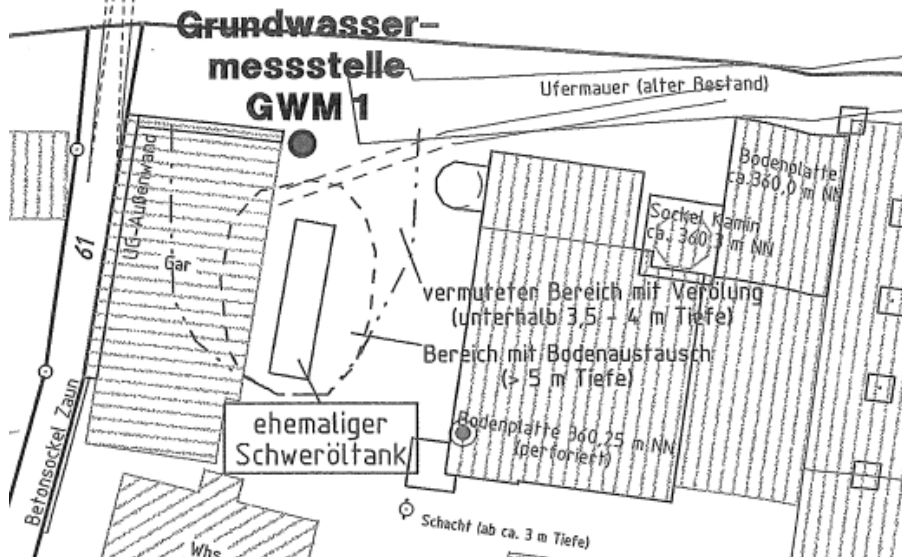 Grundwasser-
messstelle
GWM 1
Ufermauer (alter Bestand)
Bodenplatte
ca.360,0 m NN
Sockel Kamin
ca. 360,3 m NN
UG-Außenwand
61
Gar
vermuteter Bereich mit Verölung
(unterhalb 3,5 - 4 m Tiefe)
Bereich mit Bodenaustausch
(> 5 m Tiefe)
ehemaliger
Schweröltank
Bodenplatte 360,25 m NN
(perforiert)
Betonsockel Zaun
Schacht (ab ca. 3 m Tiefe)
Whs